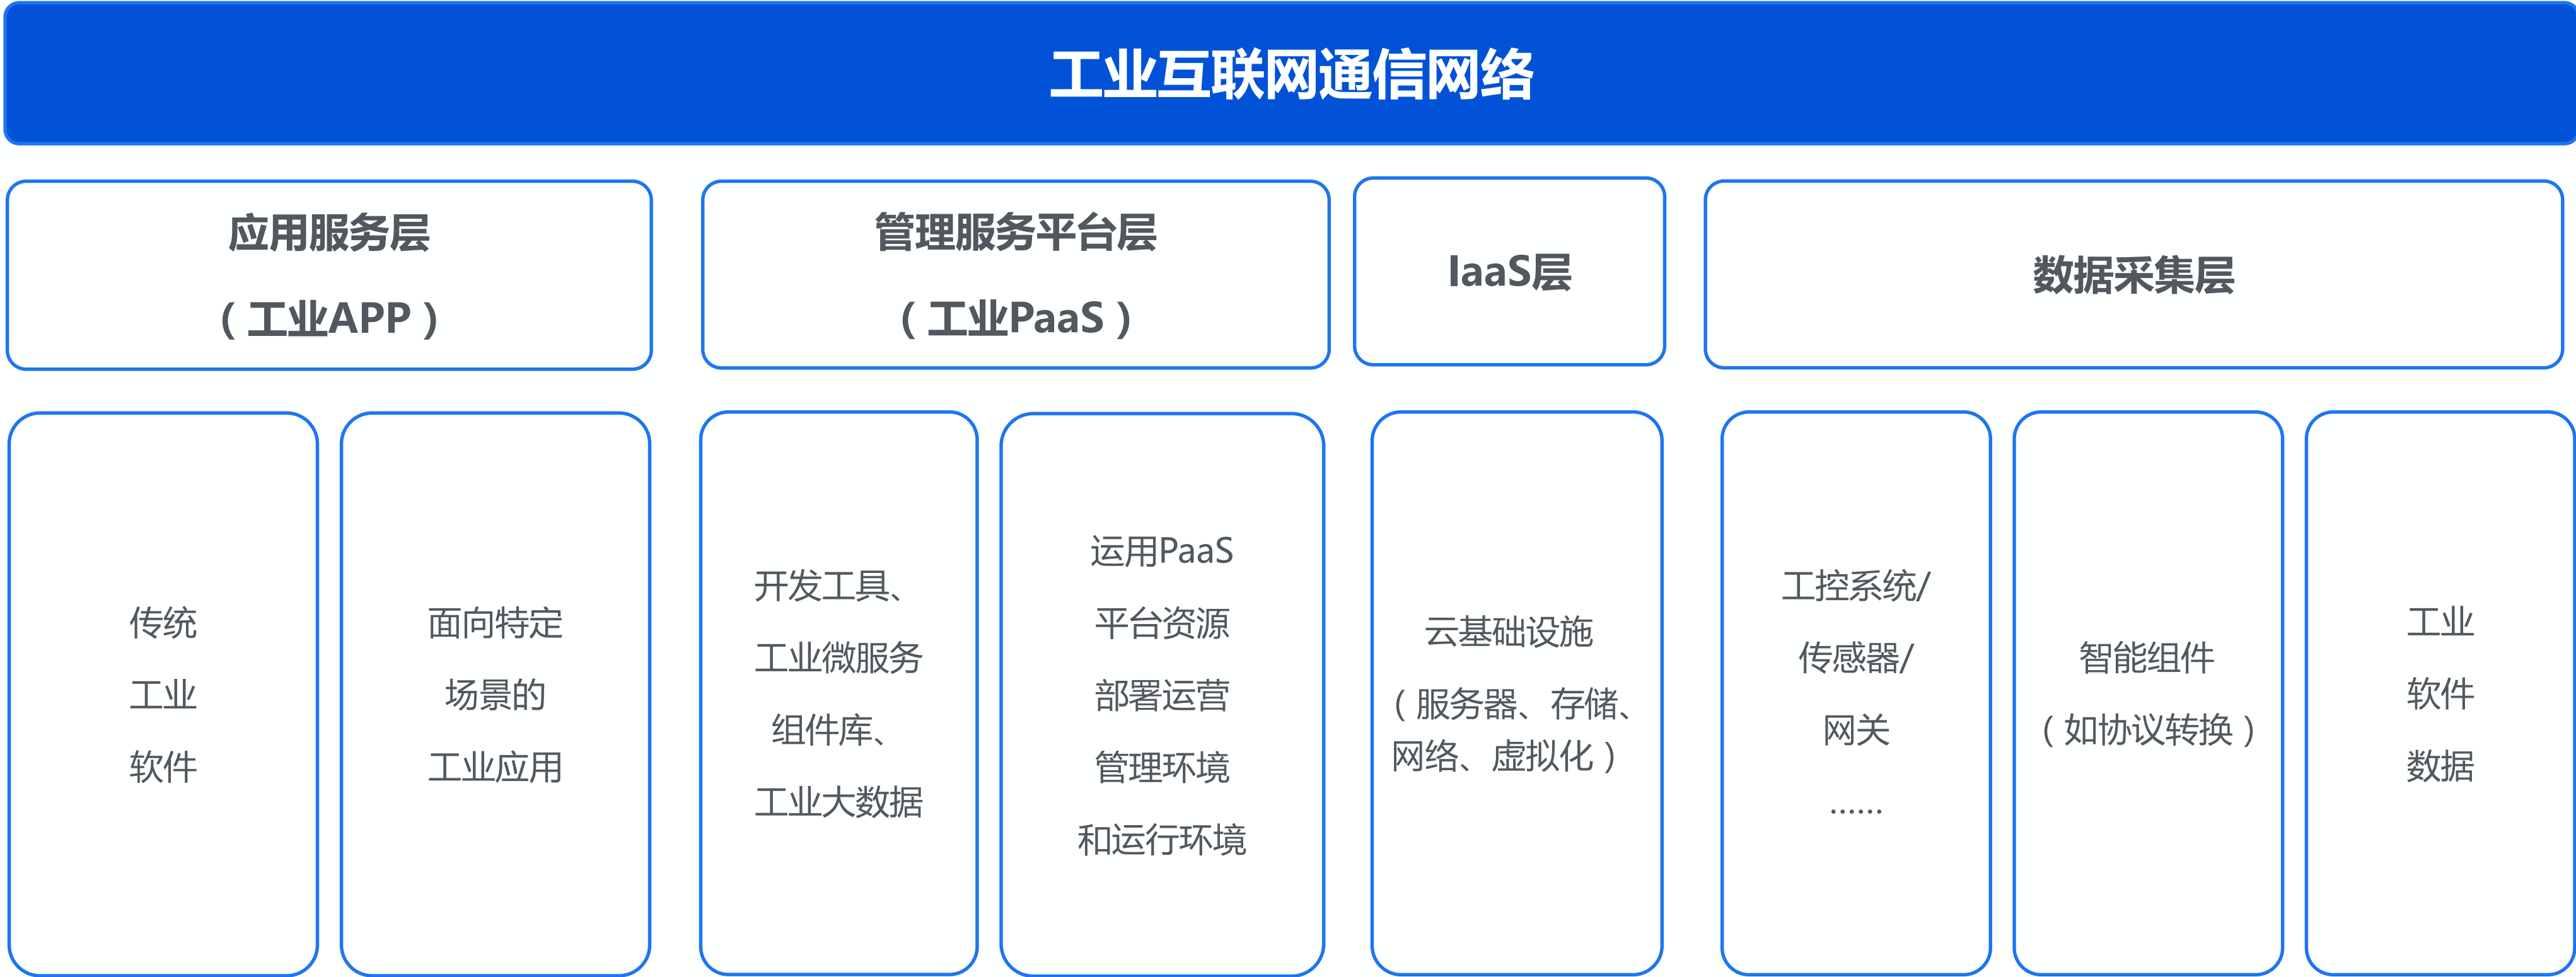 工业互联网通信网络
应用服务层
（工业APP）
管理服务平台层
（工业PaaS）
IaaS层
数据采集层
传统
工业
软件
面向特定
场景的
工业应用
开发工具、
工业微服务
组件库、
工业大数据
运用PaaS
平台资源
部署运营
管理环境
和运行环境
云基础设施
（服务器、存储、
网络、虚拟化）
工控系统/
传感器/
网关
……
智能组件
（如协议转换）
工业
软件
数据